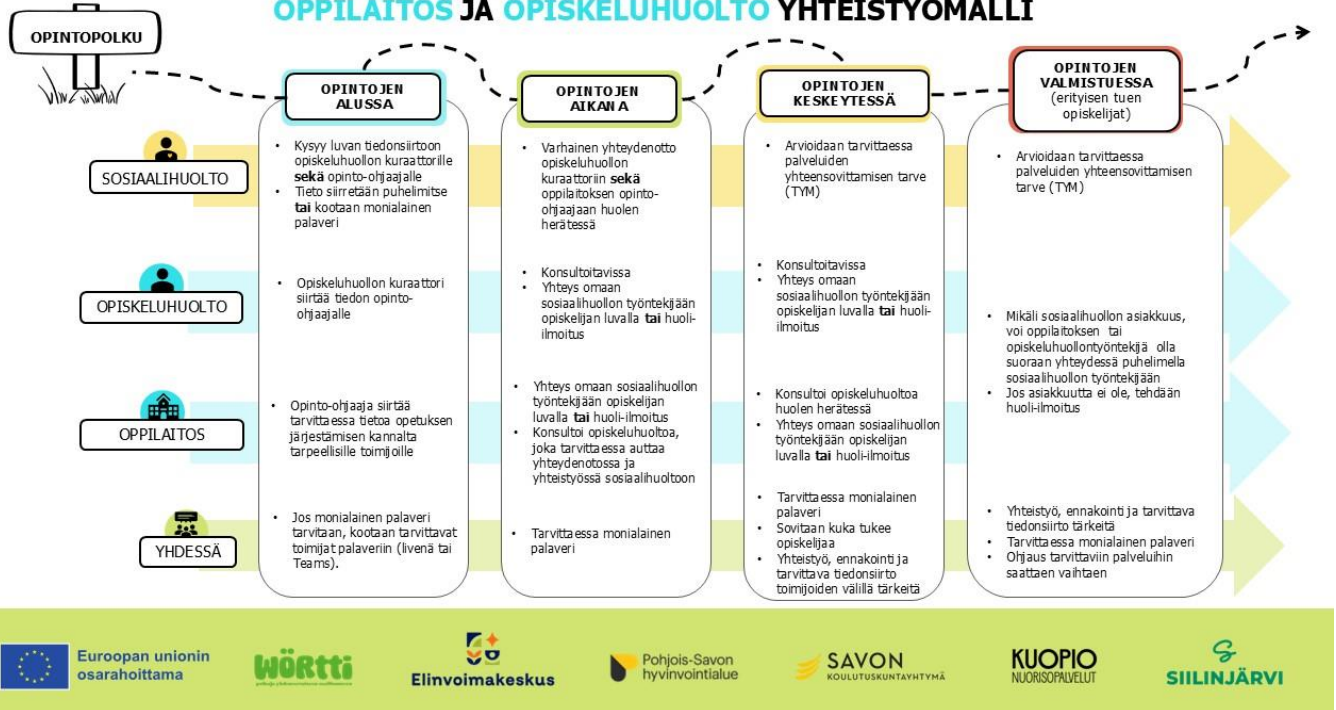 OPPILAITOS JA OPISKELUHUOLTO YHTEISTYÖMALLI
OPINTOPOLKU
OPINTOJEN
ALUSSA
OPINTOJEN
AIKANA
OPINTOJEN
KESKEYTESSÄ
OPINTOJEN
VALMISTUESSA
(erityisen tuen
opiskelijat)
SOSIAALIHUOLTO
• Kysyy luvan tiedonsiirtoon
opiskeluhuollon kuraattorille
sekä opinto-ohjaajalle
• Tieto siirretään puhelimitse
tai kootaan monialainen
palaveri
• Varhainen yhteydenotto
opiskeluhuollon
kuraattoriin sekä
oppilaitoksen opinto-
ohjaajaan huolen
herätessä
• Arvioidaan tarvittaessa
palveluiden
yhteensovittamisen tarve
(TYM)
• Arvioidaan tarvittaessa
palveluiden yhteensovittamisen
tarve (TYM)
OPISKELUHUOLTO
• Opiskeluhuollon kuraattori
siirtää tiedon opinto-
ohjaajalle
• Konsultoitavissa
• Yhteys omaan
sosiaalihuollon työntekijään
opiskelijan luvalla tai huoli-
ilmoitus
• Konsultoitavissa
• Yhteys omaan
sosiaalihuollon työntekijään
opiskelijan luvalla tai huoli-
ilmoitus
• Mikäli sosiaalihuollon asiakkuus,
voi oppilaitoksen tai
opiskeluhuollontyöntekijä olla
suoraan yhteydessä puhelimella
sosiaalihuollon työntekijään
• Jos asiakkuutta ei ole, tehdään
huoli-ilmoitus
OPPILAITOS
• Opinto-ohjaaja siirtää
tarvittaessa tietoa opetuksen
järjestämisen kannalta
tarpeellisille toimijoille
• Yhteys omaan sosiaalihuollon
työntekijään opiskelijan
luvalla tai huoli-ilmoitus
• Konsultoi opiskeluhuoltoa,
joka tarvittaessa auttaa
yhteydenotossa ja
yhteistyössä sosiaalihuoltoon
• Konsultoi opiskeluhuoltoa
huolen herätessä
• Yhteys omaan sosiaalihuollon
työntekijään opiskelijan
luvalla tai huoli-ilmoitus
YHDESSÄ
• Jos monialainen palaveri
tarvitaan, kootaan tarvittavat
toimijat palaveriin (livenä tai
Teams).
• Tarvittaessa monialainen
palaveri
• Tarvittaessa monialainen
palaveri
• Sovitaan kuka tukee
opiskelijaa
• Yhteistyö, ennakointi ja
tarvittava tiedonsiirto
toimijoiden välillä tärkeitä
• Yhteistyö, ennakointi ja tarvittava
tiedonsiirto tärkeitä
• Tarvittaessa monialainen palaveri
• Ohjaus tarvittaviin palveluihin
saattaen vaihtaen
Euroopan unionin
osarahoittama
WÖRtti
Elinvoimakeskus
Pohjois-Savon
hyvinvointialue
SAVON
KOULUTUSKUNTAYHTYMÄ
KUOPIO
NUORISOPALVELUT
SIILINJÄRVI